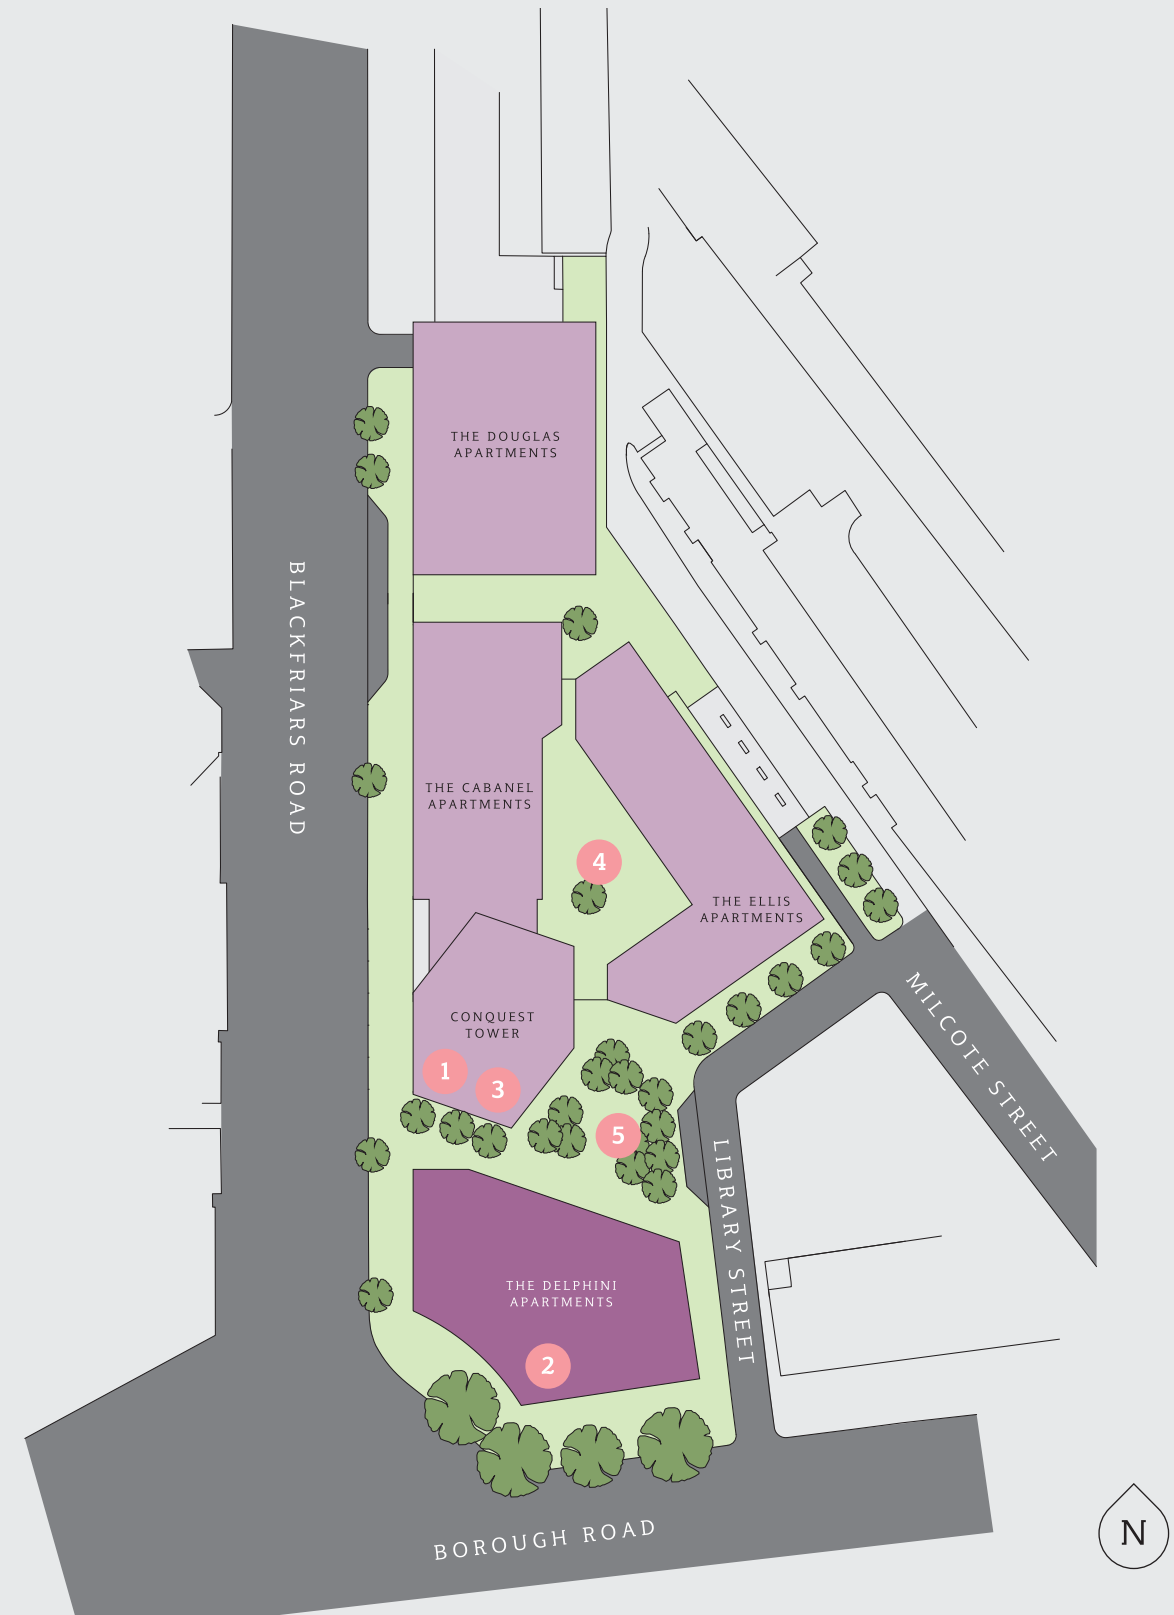 THE DOUGLAS
APARTMENTS
BLACKFRIARS ROAD
THE CABANEL
APARTMENTS
4
THE ELLIS
APARTMENTS
CONQUEST
TOWER
1
3
5
MILCOTE STREET
LIBRARY STREET
THE DELPHINI
APARTMENTS
2
BOROUGH ROAD
N